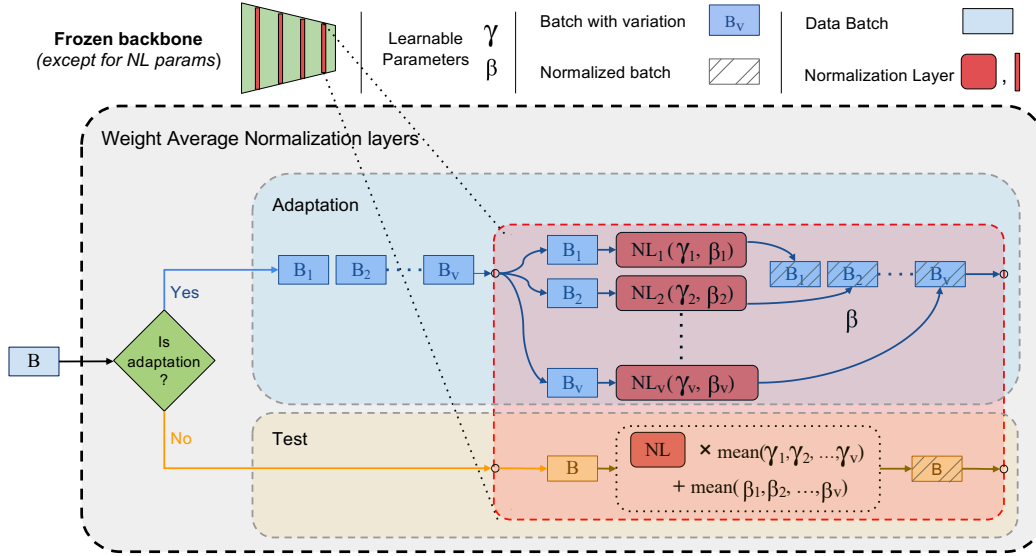 Frozen backbone
(except for NL params)
Learnable
Parameters
γ
β
Batch with variation
Bᵥ
Normalized batch
Data Batch
Normalization Layer
,
Weight Average Normalization layers
Adaptation
B₁ B₂ Bᵥ
B₁ NL₁(γ₁, β₁)
B₂ NL₂(γ₂, β₂)
Bᵥ NLᵥ(γᵥ, βᵥ)
B₁ B₂ Bᵥ
β
Yes
B
Is
adaptation
?
No
Test
B
NL × mean(γ₁,γ₂, ...,γᵥ)
+ mean(β₁,β₂, ...,βᵥ)
B